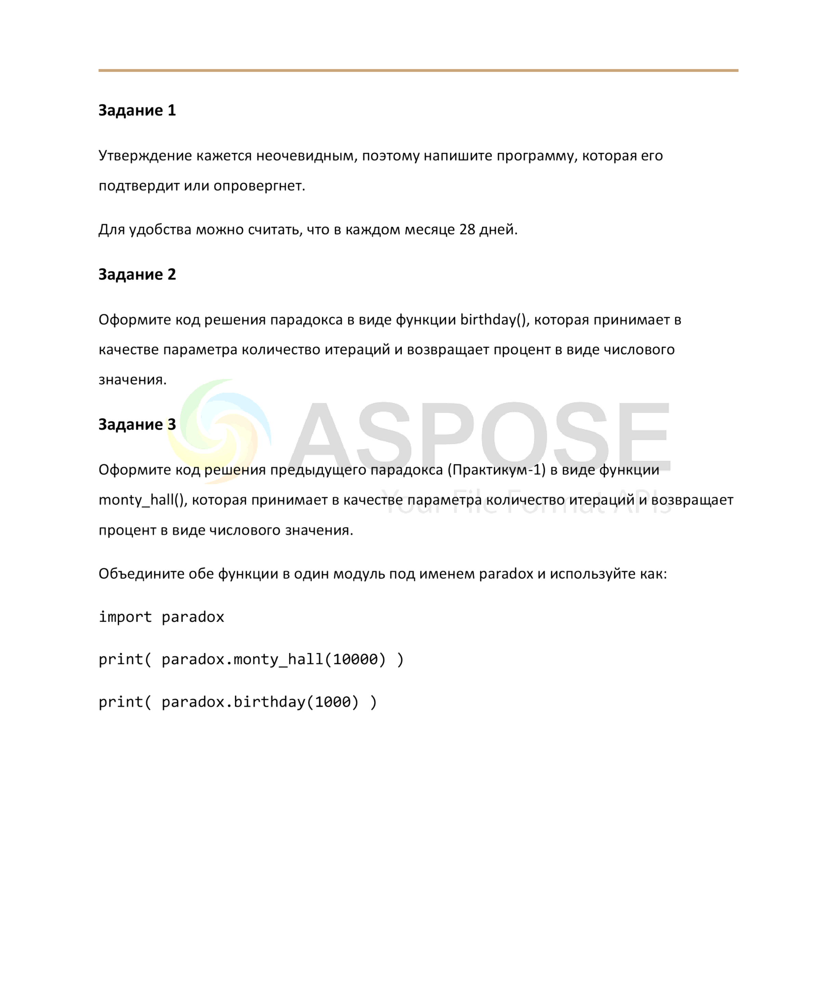 Задание 1
Утверждение кажется неочевидным, поэтому напишите программу, которая его
подтвердит или опровергнет.
Для удобства можно считать, что в каждом месяце 28 дней.
Задание 2
Оформите код решения парадокса в виде функции birthday(), которая принимает в
качестве параметра количество итераций и возвращает процент в виде числового
значения.
Задание 3
ASPOSE
Оформите код решения предыдущего парадокса (Практикум-1) в виде функции
monty_hall(), которая принимает в качестве параметра количество итераций и возвращает
Your File Format APIs
процент в виде числового значения.
Объедините обе функции в один модуль под именем paradox и используйте как:
import paradox
print( paradox.monty_hall(10000) )
print( paradox.birthday(1000) )